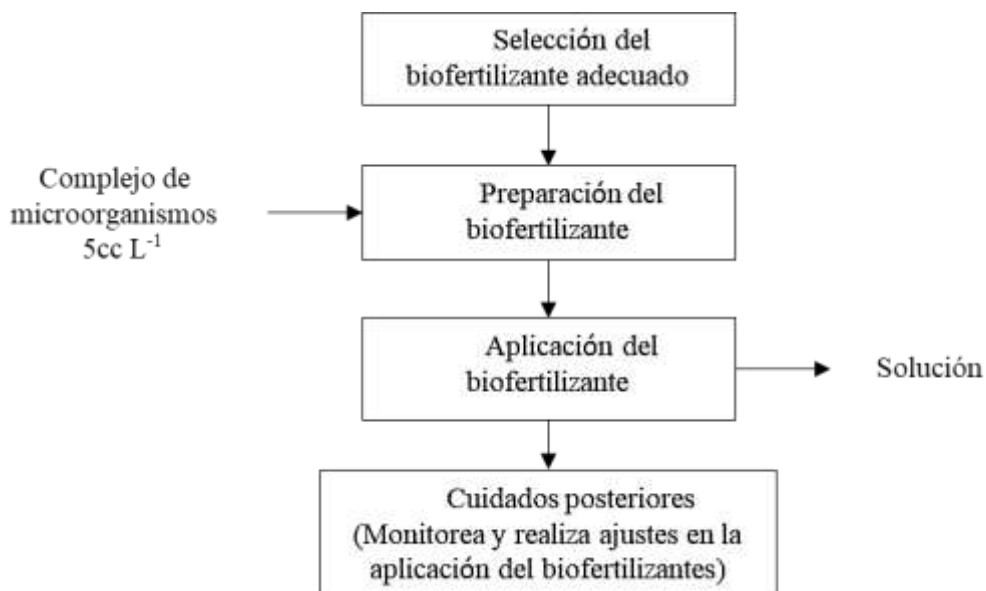 Selección del
biofertilizante adecuado
Complejo de
microorganismos
5cc L⁻¹
Preparación del
biofertilizante
Aplicación del
biofertilizante
Solución
Cuidados posteriores
(Monitorea y realiza ajustes en la
aplicación del biofertilizantes)